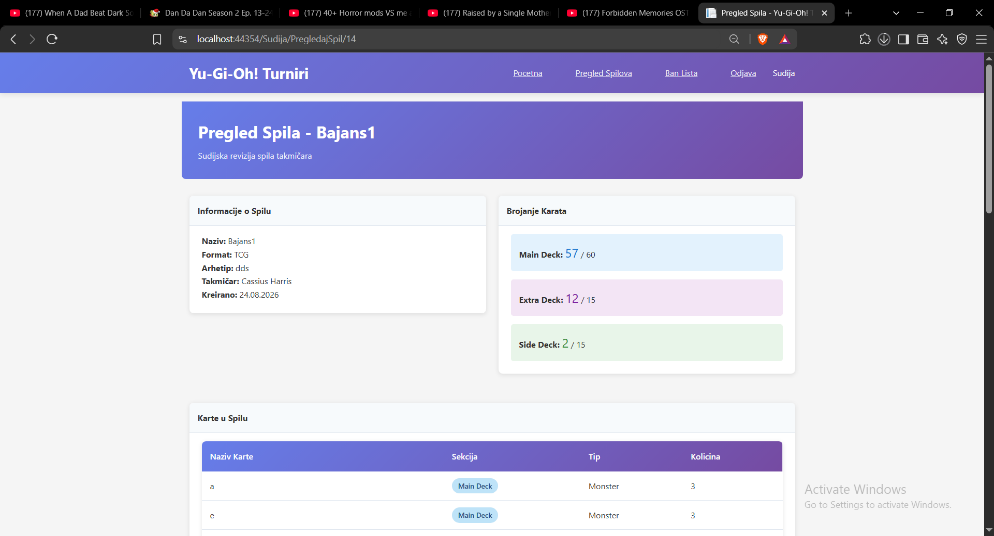 (177) When A Dad Beat Dark So
Dan Da Dan Season 2 Ep. 13-24
(177) 40+ Horror mods VS me a
(177) Raised by a Single Mothe
(177) Forbidden Memories OST
Pregled Spila - Yu-Gi-Oh! T
localhost:44354/Sudija/PregledajSpil/14
Yu-Gi-Oh! Turniri
Pocetna
Pregled Spilova
Ban Lista
Odjava
Sudija
Pregled Spila - Bajans1
Sudijska revizija spila takmičara
Informacije o Spilu
Naziv: Bajans1
Format: TCG
Arhetip: dds
Takmičar: Cassius Harris
Kreirano: 24.08.2026
Brojanje Karata
Main Deck: 57 / 60
Extra Deck: 12 / 15
Side Deck: 2 / 15
Karte u Spilu
Naziv Karte Sekcija Tip Kolicina
a Main Deck Monster 3
e Main Deck Monster 3
Activate Windows
Go to Settings to activate Windows.